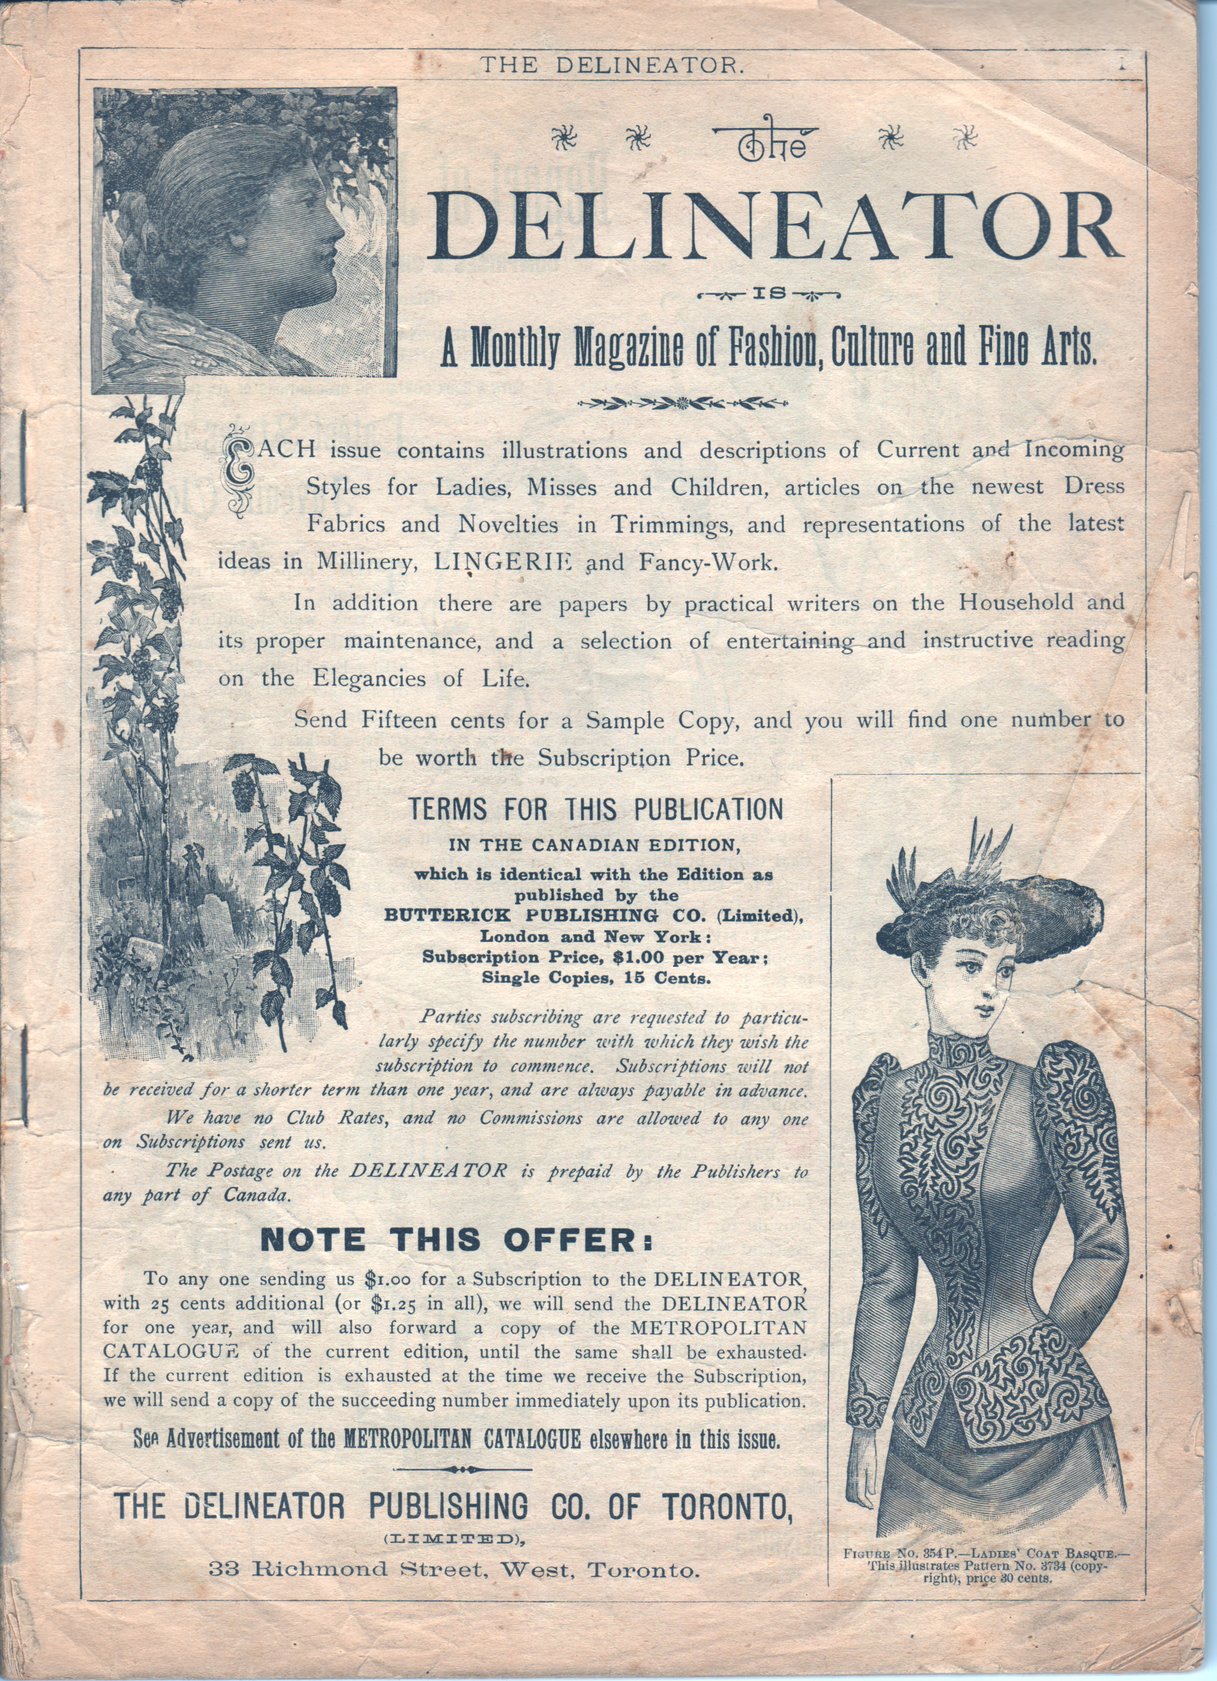 THE DELINEATOR.
1
The
DELINEATOR
IS
A Monthly Magazine of Fashion, Culture and Fine Arts.
EACH issue contains illustrations and descriptions of Current and Incoming
Styles for Ladies, Misses and Children, articles on the newest Dress
Fabrics and Novelties in Trimmings, and representations of the latest
ideas in Millinery, LINGERIE and Fancy-Work.
In addition there are papers by practical writers on the Household and
its proper maintenance, and a selection of entertaining and instructive reading
on the Elegancies of Life.
Send Fifteen cents for a Sample Copy, and you will find one number to
be worth the Subscription Price.
TERMS FOR THIS PUBLICATION
IN THE CANADIAN EDITION,
which is identical with the Edition as
published by the
BUTTERICK PUBLISHING CO. (Limited),
London and New York:
Subscription Price, $1.00 per Year;
Single Copies, 15 Cents.
Parties subscribing are requested to particu-
larly specify the number with which they wish the
subscription to commence. Subscriptions will not
be received for a shorter term than one year, and are always payable in advance.
We have no Club Rates, and no Commissions are allowed to any one
on Subscriptions sent us.
The Postage on the DELINEATOR is prepaid by the Publishers to
any part of Canada.
NOTE THIS OFFER:
To any one sending us $1.00 for a Subscription to the DELINEATOR,
with 25 cents additional (or $1.25 in all), we will send the DELINEATOR
for one year, and will also forward a copy of the METROPOLITAN
CATALOGUE of the current edition, until the same shall be exhausted.
If the current edition is exhausted at the time we receive the Subscription,
we will send a copy of the succeeding number immediately upon its publication.
See Advertisement of the METROPOLITAN CATALOGUE elsewhere in this issue.
THE DELINEATOR PUBLISHING CO. OF TORONTO,
(LIMITED),
33 Richmond Street, West, Toronto.
FIGURE NO. 354 P.—LADIES' COAT BASQUE.—
This illustrates Pattern No. 3734 (copy-
right), price 30 cents.